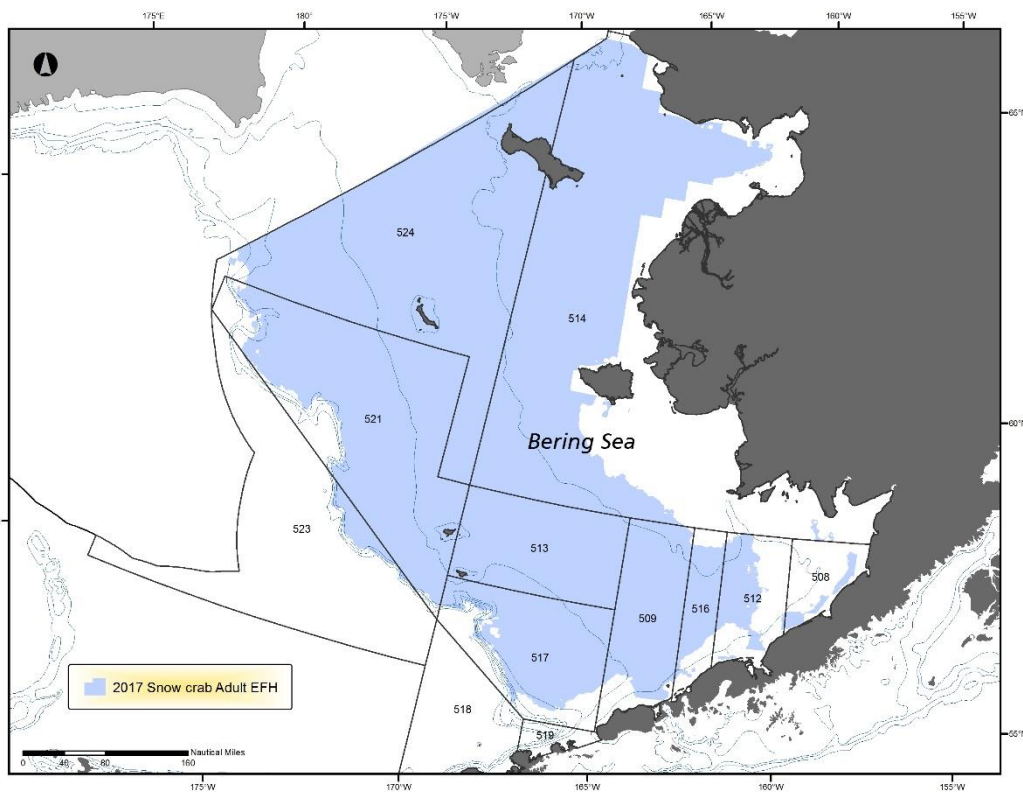 175°E 180° 175°W 170°W 165°W 160°W 155°W
65°N
524
514
521
60°N
Bering Sea
523
513
508
512
516
509
517
2017 Snow crab Adult EFH
518
519
55°N
Nautical Miles
0 40 80 160
175°W 170°W 165°W 160°W 155°W